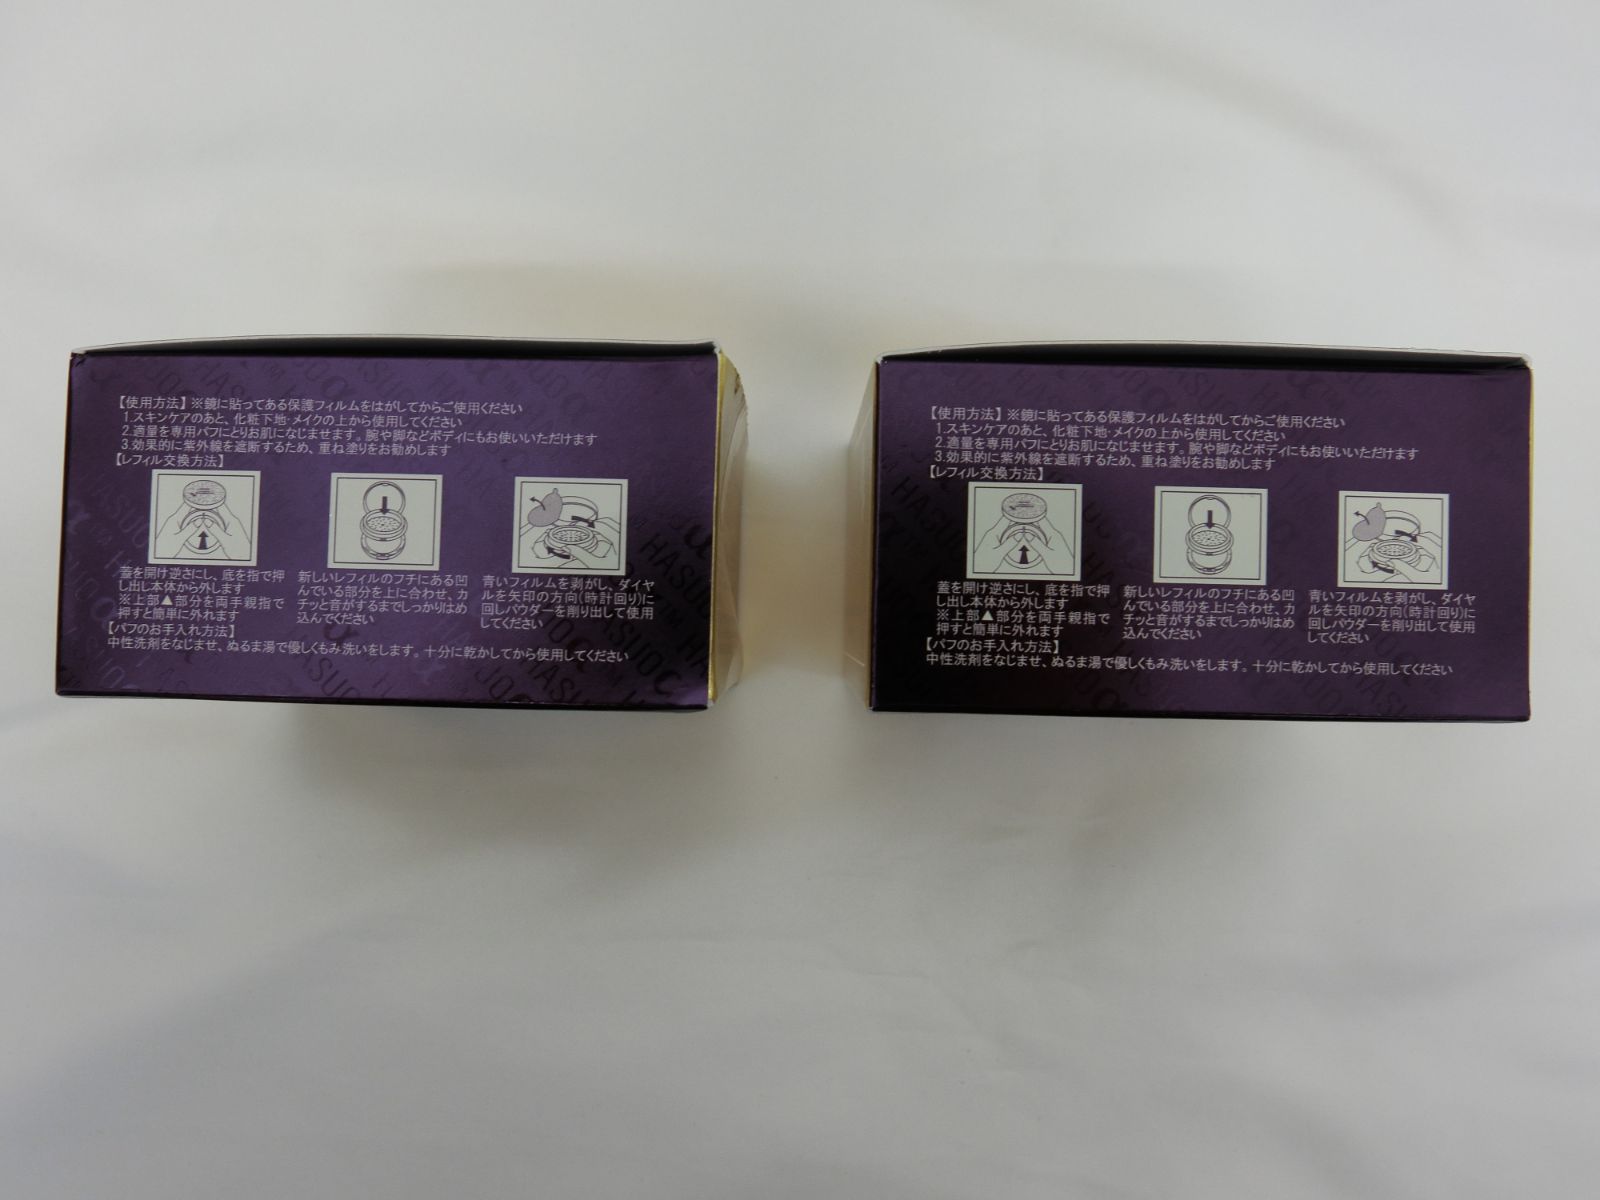 【使用方法】※鏡に貼ってある保護フィルムをはがしてからご使用ください
1.スキンケアのあと、化粧下地・メイクの上から使用してください
2.適量を専用パフにとりお肌になじませます。腕や脚などボディにもお使いいただけます
3.効果的に紫外線を遮断するため、重ね塗りをお勧めします
【レフィル交換方法】
蓋を開け逆さにし、底を指で押
し出し本体から外します
※上部▲部分を両手親指で
押すと簡単に外れます
新しいレフィルのフチにある凹
んでいる部分を上に合わせ、カ
チッと音がするまでしっかりはめ
込んでください
青いフィルムを剥がし、ダイヤ
ルを矢印の方向(時計回り)に
回しパウダーを削り出して使用
してください
【パフのお手入れ方法】
中性洗剤をなじませ、ぬるま湯で優しくもみ洗いをします。十分に乾かしてから使用してください
【使用方法】※鏡に貼ってある保護フィルムをはがしてからご使用ください
1.スキンケアのあと、化粧下地・メイクの上から使用してください
2.適量を専用パフにとりお肌になじませます。腕や脚などボディにもお使いいただけます
3.効果的に紫外線を遮断するため、重ね塗りをお勧めします
【レフィル交換方法】
蓋を開け逆さにし、底を指で押
し出し本体から外します
※上部▲部分を両手親指で
押すと簡単に外れます
新しいレフィルのフチにある凹
んでいる部分を上に合わせ、カ
チッと音がするまでしっかりはめ
込んでください
青いフィルムを剥がし、ダイヤ
ルを矢印の方向(時計回り)に
回しパウダーを削り出して使用
してください
【パフのお手入れ方法】
中性洗剤をなじませ、ぬるま湯で優しくもみ洗いをします。十分に乾かしてから使用してください